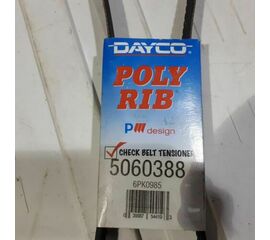 DAYCO
POLY
RIB
PM design
CHECK BELT TENSIONER
5060388
6PK0985